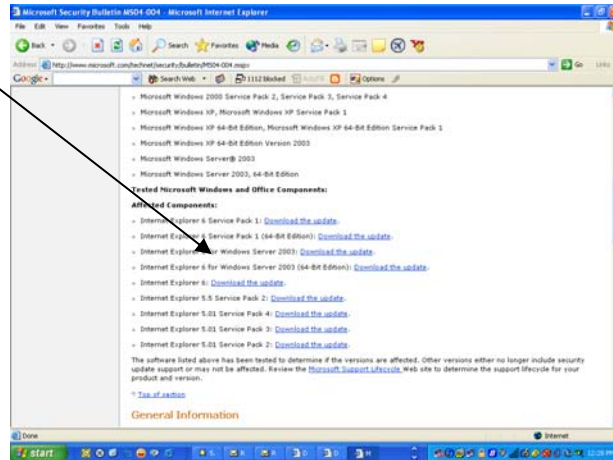 Microsoft Security Bulletin MS04-004 - Microsoft Internet Explorer
File Edit View Favorites Tools Help
Back Search Favorites Media
Address http://www.microsoft.com/technet/security/bulletin/MS04-004.mspx Go Links
Google Search Web 1112 blocked Options
Microsoft Windows 2000 Service Pack 2, Service Pack 3, Service Pack 4
Microsoft Windows XP, Microsoft Windows XP Service Pack 1
Microsoft Windows XP 64-Bit Edition, Microsoft Windows XP 64-Bit Edition Service Pack 1
Microsoft Windows XP 64-Bit Edition Version 2003
Microsoft Windows Server® 2003
Microsoft Windows Server 2003, 64-Bit Edition
Tested Microsoft Windows and Office Components:
Affected Components:
Internet Explorer 6 Service Pack 1: Download the update.
Internet Explorer 6 Service Pack 1 (64-Bit Edition): Download the update.
Internet Explorer 6 for Windows Server 2003: Download the update.
Internet Explorer 6 for Windows Server 2003 (64-Bit Edition): Download the update.
Internet Explorer 6: Download the update.
Internet Explorer 5.5 Service Pack 2: Download the update.
Internet Explorer 5.01 Service Pack 4: Download the update.
Internet Explorer 5.01 Service Pack 3: Download the update.
Internet Explorer 5.01 Service Pack 2: Download the update.
The software listed above has been tested to determine if the versions are affected. Other versions either no longer include security
update support or may not be affected. Review the Microsoft Support Lifecycle Web site to determine the support lifecycle for your
product and version.
Top of section
General Information
Done Internet
start